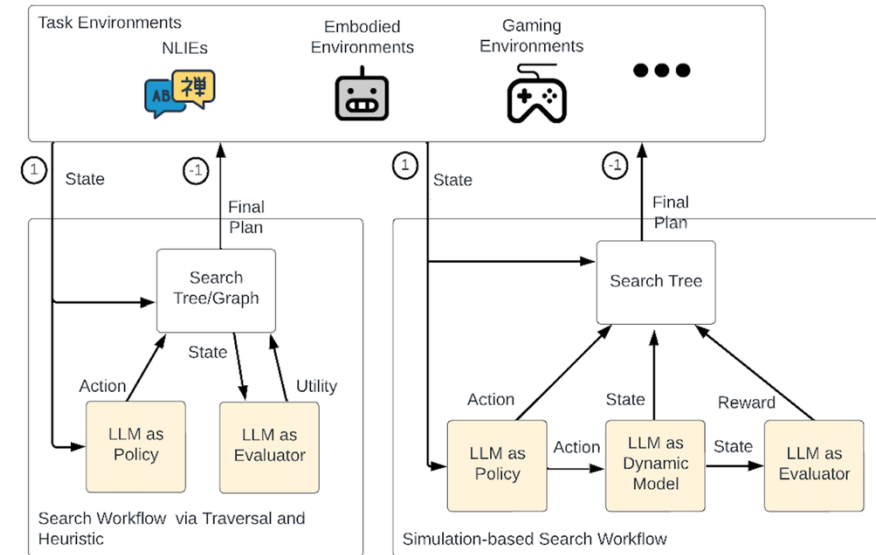 Task Environments
NLIEs
Embodied
Environments
Gaming
Environments
AB
禅
1
State
-1
Final
Plan
1
State
-1
Final
Plan
Search
Tree/Graph
State
Action
Utility
LLM as
Policy
LLM as
Evaluator
Search Workflow via Traversal and
Heuristic
Search Tree
Action
State
Reward
LLM as
Policy
Action
LLM as
Dynamic
Model
State
LLM as
Evaluator
Simulation-based Search Workflow